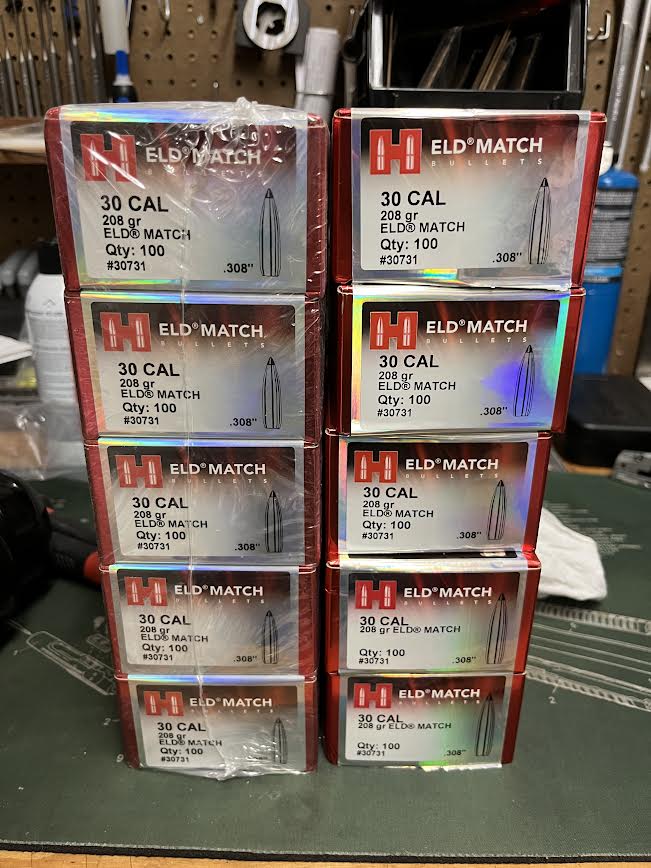 H ELD® MATCH
BULLETS
30 CAL
208 gr
ELD® MATCH
Qty: 100
#30731
.308"
H ELD® MATCH
BULLETS
30 CAL
208 gr
ELD® MATCH
Qty: 100
#30731
.308"
H ELD® MATCH
BULLETS
30 CAL
208 gr
ELD® MATCH
Qty: 100
#30731
.308"
H ELD® MATCH
BULLETS
30 CAL
208 gr
ELD® MATCH
Qty: 100
#30731
.308"
H ELD® MATCH
BULLETS
30 CAL
208 gr
ELD® MATCH
Qty: 100
#30731
.308"
H ELD® MATCH
BULLETS
30 CAL
208 gr
ELD® MATCH
Qty: 100
#30731
.308"
H ELD® MATCH
BULLETS
30 CAL
208 gr
ELD® MATCH
Qty: 100
#30731
.308"
H ELD® MATCH
BULLETS
30 CAL
208 gr
ELD® MATCH
Qty: 100
#30731
.308"
H ELD® MATCH
BULLETS
30 CAL
208 gr ELD® MATCH
Qty: 100
#30731
.308"
H ELD® MATCH
BULLETS
30 CAL
208 gr ELD® MATCH
Qty: 100
#30731
.308"
2